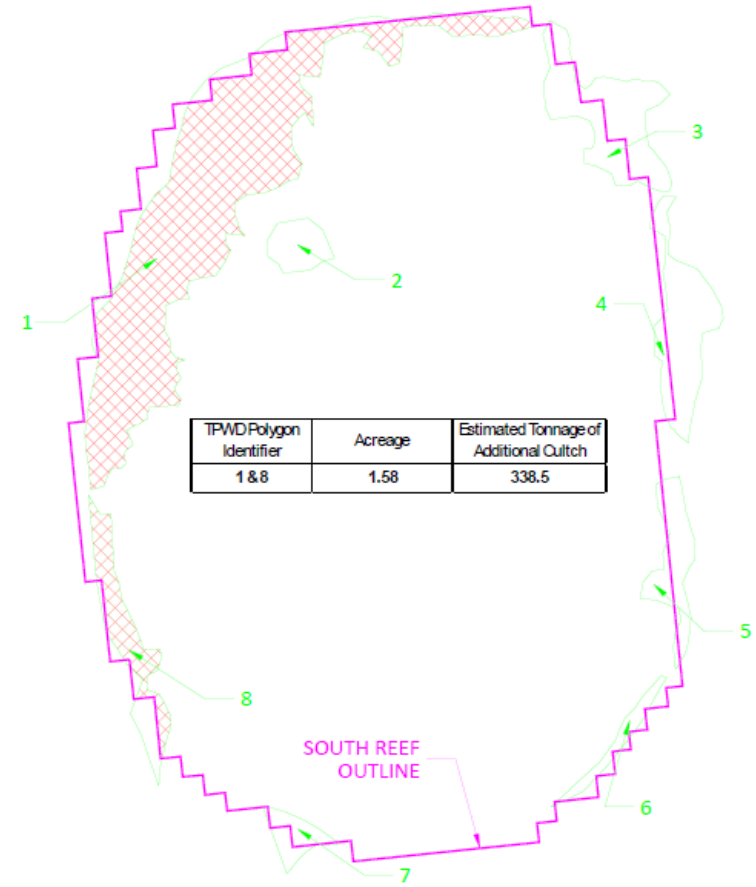 3
2
4
1
TPWD Polygon Identifier | Acreage | Estimated Tonnage of Additional Cultch
1 & 8 | 1.58 | 338.5
5
8
SOUTH REEF
OUTLINE
6
7